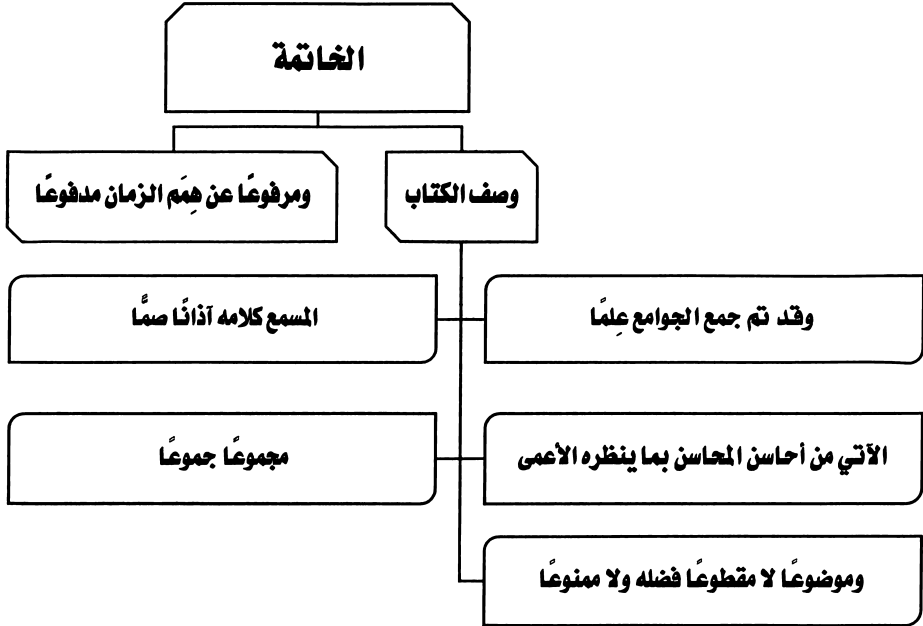 الخاتمة
وصف الكتاب
ومرفوعًا عن هِمَم الزمان مدفوعًا
وقد تم جمع الجوامع عِلمًا
المسمع كلامه آذانًا صمًّا
الآتي من أحاسن المحاسن بما ينظره الأعمى
مجموعًا جموعًا
وموضوعًا لا مقطوعًا فضله ولا ممنوعًا